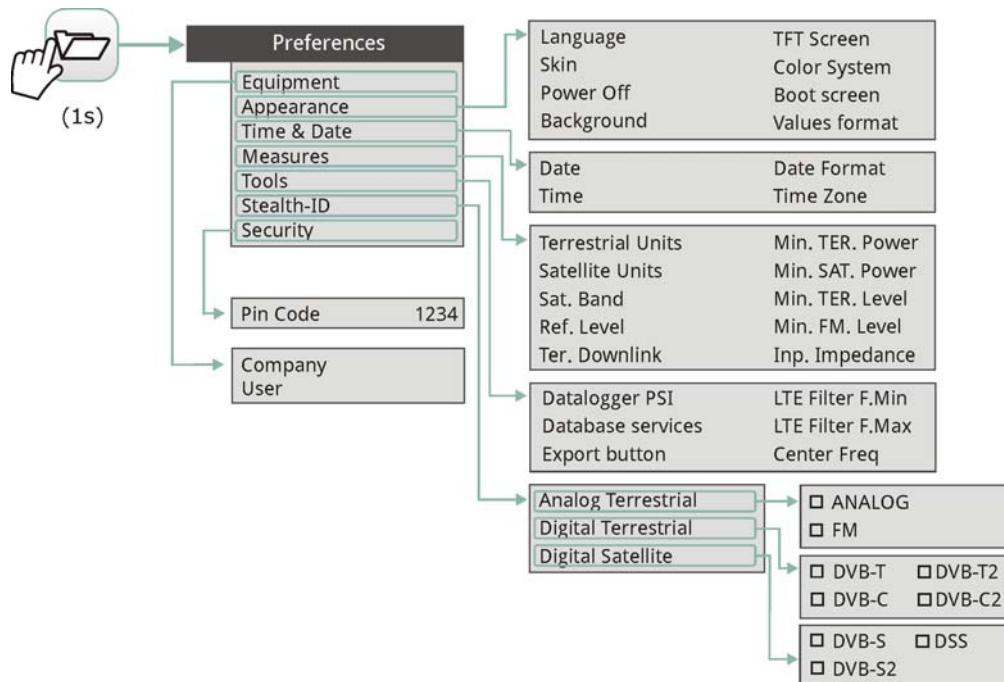 (1s)
Preferences
Equipment
Appearance
Time & Date
Measures
Tools
Stealth-ID
Security
Pin Code 1234
Company
User
Language TFT Screen
Skin Color System
Power Off Boot screen
Background Values format
Date Date Format
Time Time Zone
Terrestrial Units Min. TER. Power
Satellite Units Min. SAT. Power
Sat. Band Min. TER. Level
Ref. Level Min. FM. Level
Ter. Downlink Inp. Impedance
Datalogger PSI LTE Filter F.Min
Database services LTE Filter F.Max
Export button Center Freq
Analog Terrestrial
Digital Terrestrial
Digital Satellite
ANALOG
FM
DVB-T DVB-T2
DVB-C DVB-C2
DVB-S DSS
DVB-S2